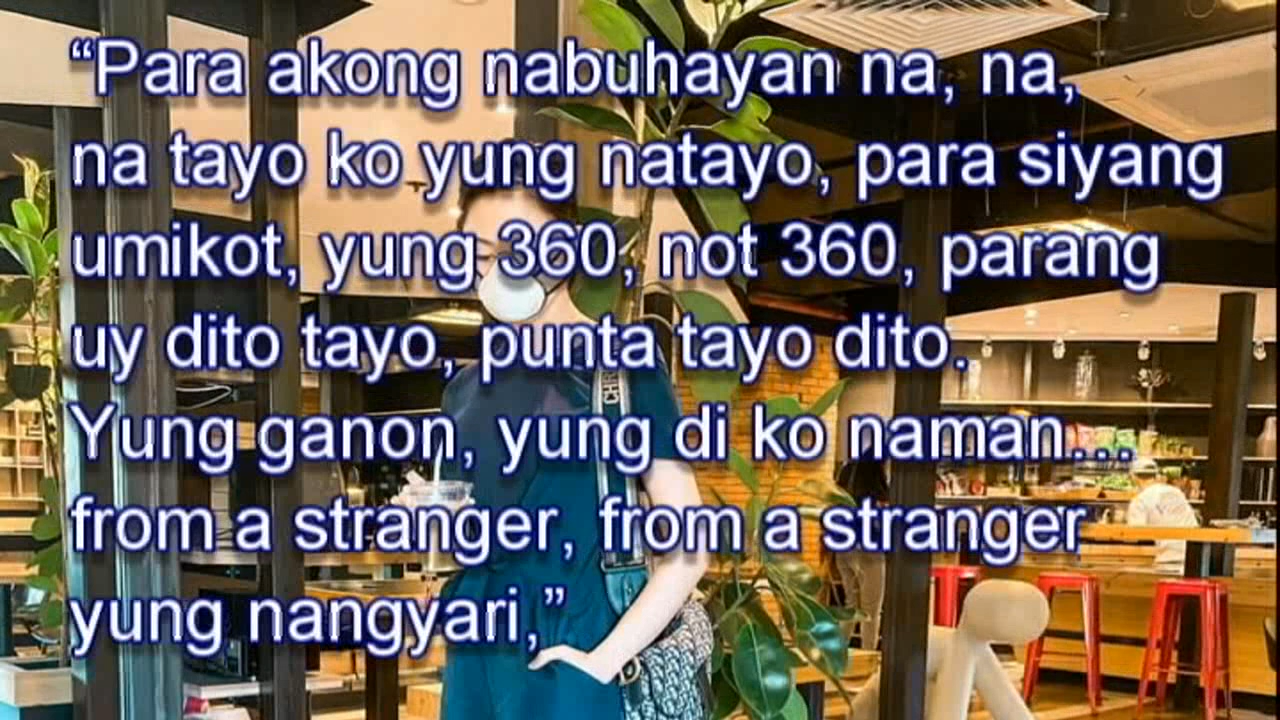 “Para akong nabuhayan na, na,
na tayo ko yung natayo, para siyang
umikot, yung 360, not 360, parang
uy dito tayo, punta tayo dito.
Yung ganon, yung di ko naman...
from a stranger, from a stranger
yung nangyari,”